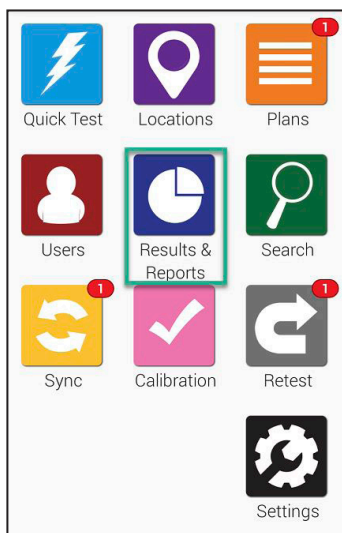 1
Quick Test Locations Plans
Users Results & Search
Reports
1 1
Sync Calibration Retest
Settings